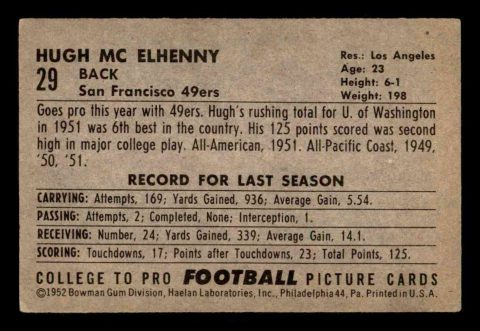 HUGH MC ELHENNY
29 BACK
San Francisco 49ers
Res.: Los Angeles
Age: 23
Height: 6-1
Weight: 198
Goes pro this year with 49ers. Hugh's rushing total for U. of Washington
in 1951 was 6th best in the country. His 125 points scored was second
high in major college play. All-American, 1951. All-Pacific Coast, 1949,
'50, '51.
RECORD FOR LAST SEASON
CARRYING: Attempts, 169; Yards Gained, 936; Average Gain, 5.54.
PASSING: Attempts, 2; Completed, None; Interception, 1.
RECEIVING: Number, 24; Yards Gained, 339; Average Gain, 14.1.
SCORING: Touchdowns, 17; Points after Touchdowns, 23; Total Points, 125.
COLLEGE TO PRO FOOTBALL PICTURE CARDS
©1952 Bowman Gum Division, Haelan Laboratories, Inc., Philadelphia 44, Pa. Printed in U.S.A.